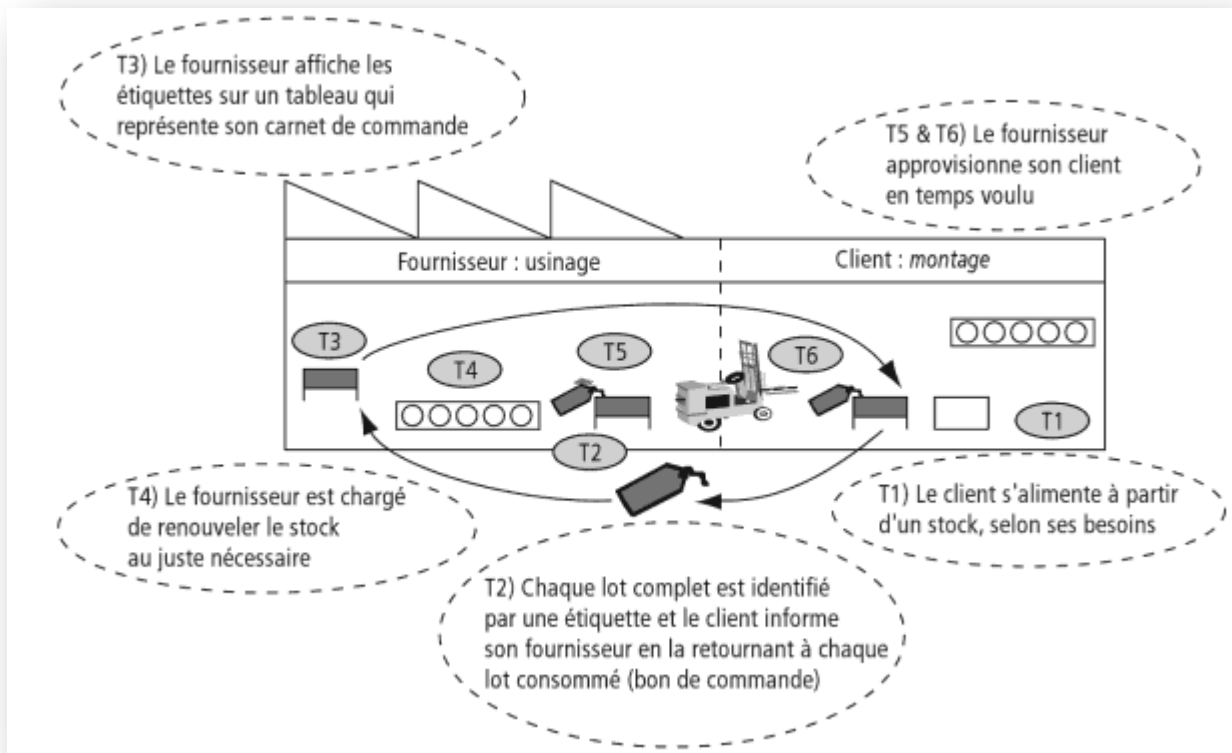 T3) Le fournisseur affiche les
étiquettes sur un tableau qui
représente son carnet de commande
T5 & T6) Le fournisseur
approvisionne son client
en temps voulu
Fournisseur : usinage
Client : montage
T3
T4
T5
T6
T1
T2
T4) Le fournisseur est chargé
de renouveler le stock
au juste nécessaire
T1) Le client s'alimente à partir
d'un stock, selon ses besoins
T2) Chaque lot complet est identifié
par une étiquette et le client informe
son fournisseur en la retournant à chaque
lot consommé (bon de commande)